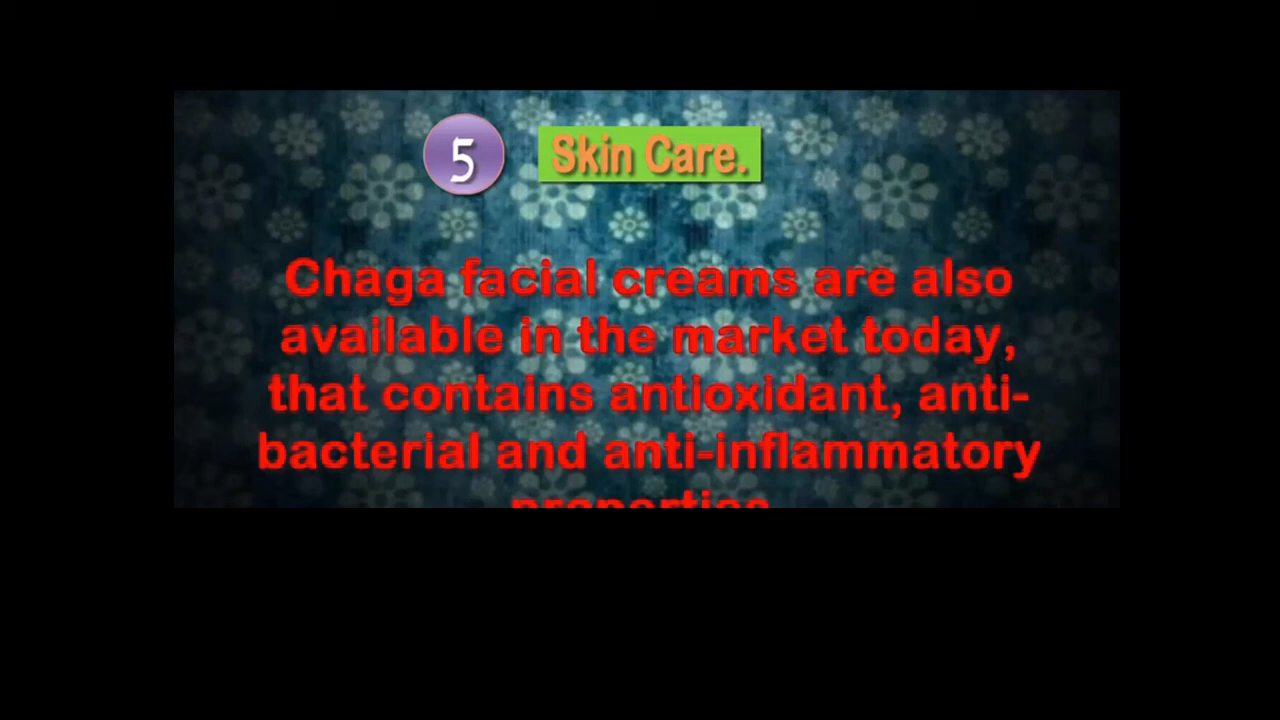 5 Skin Care.
Chaga facial creams are also
available in the market today,
that contains antioxidant, anti-
bacterial and anti-inflammatory
properties